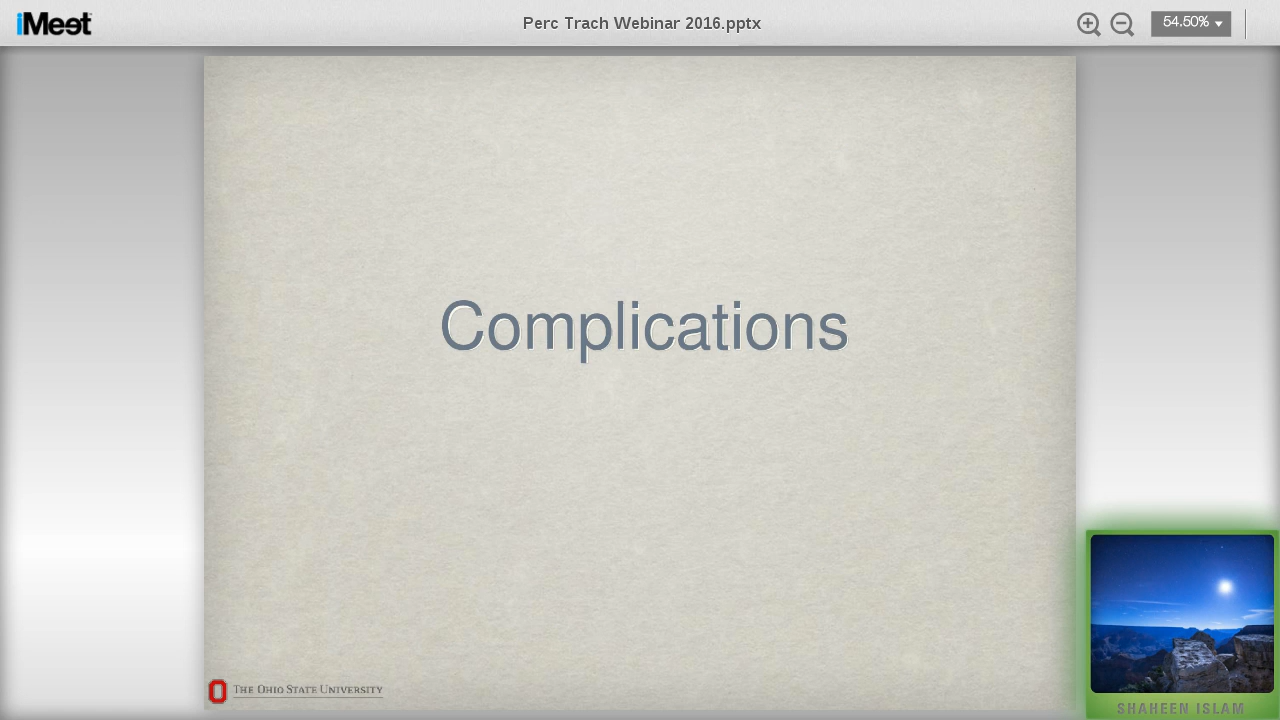 iMeet
Perc Trach Webinar 2016.pptx
54.50%
Complications
THE OHIO STATE UNIVERSITY
SHAHEEN ISLAM